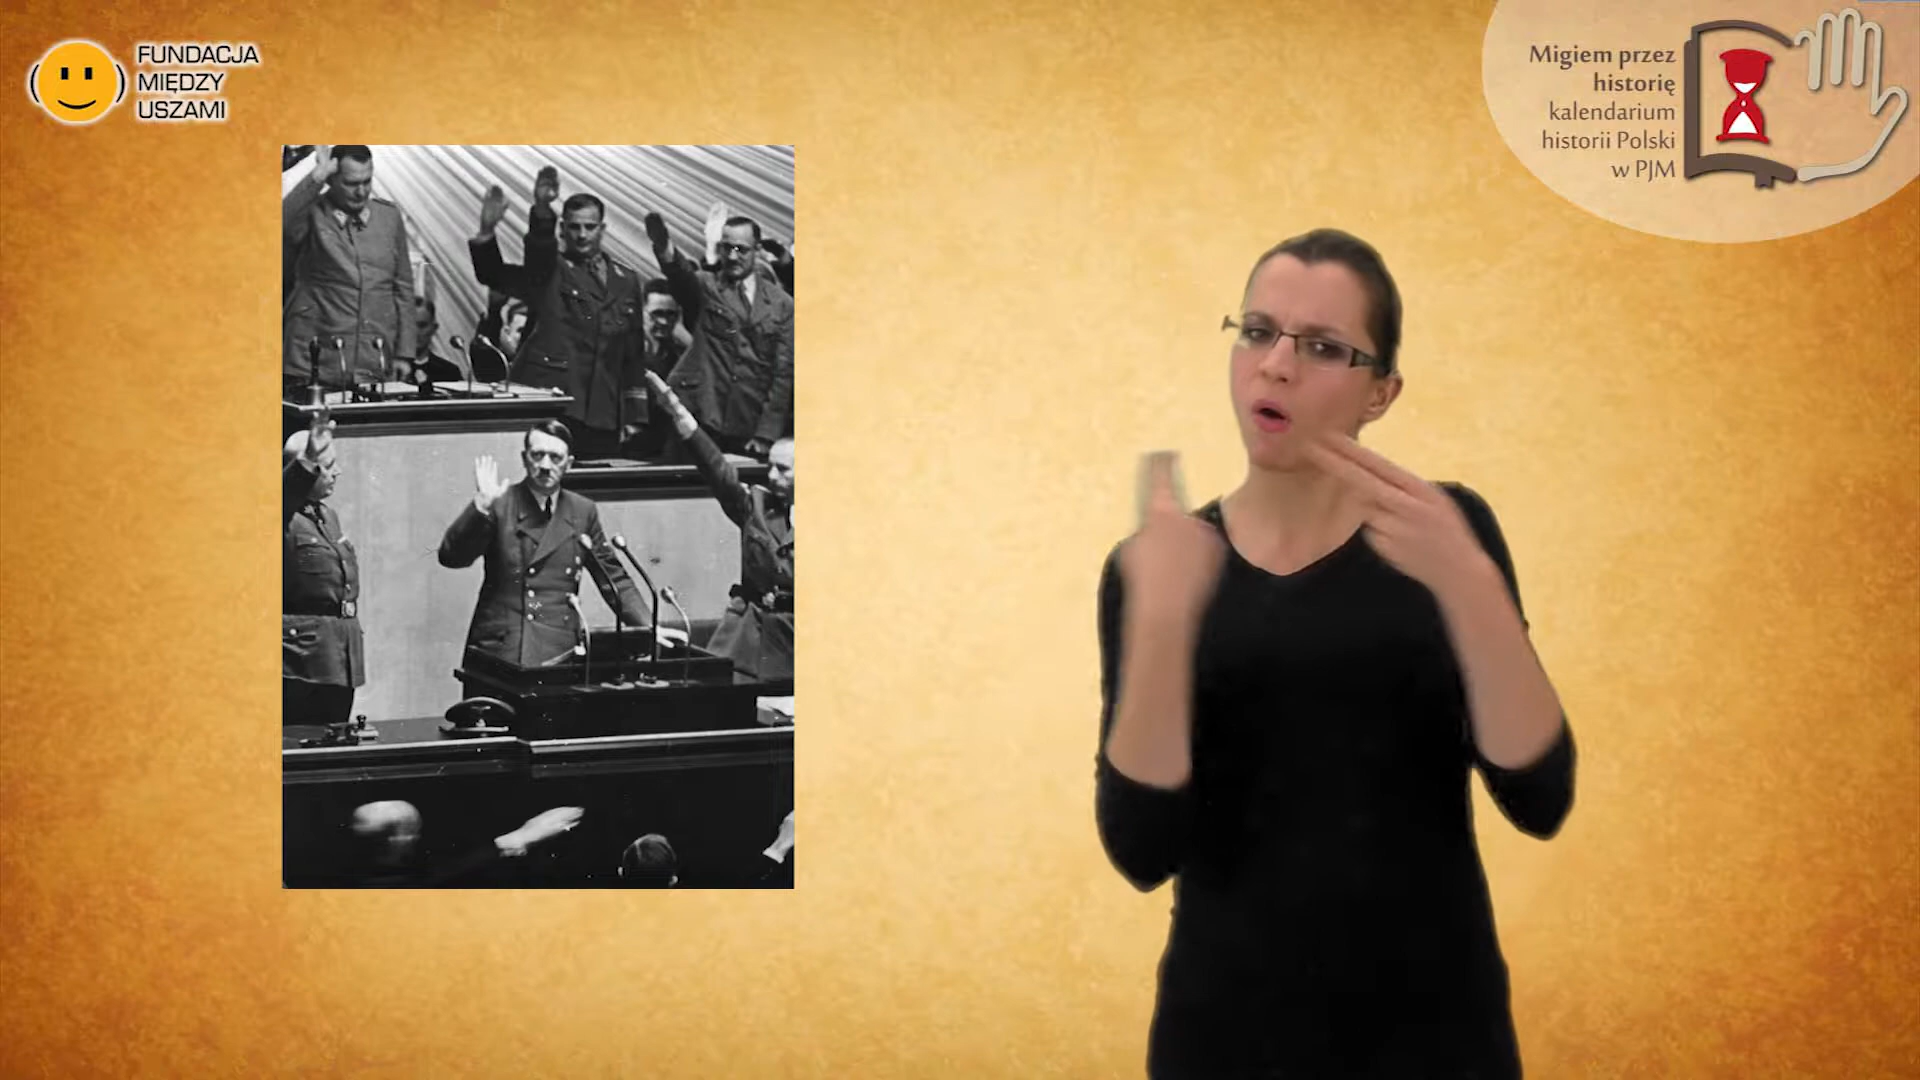 FUNDACJA
MIĘDZY
USZAMI
Migiem przez
historię
kalendarium
historii Polski
w PJM